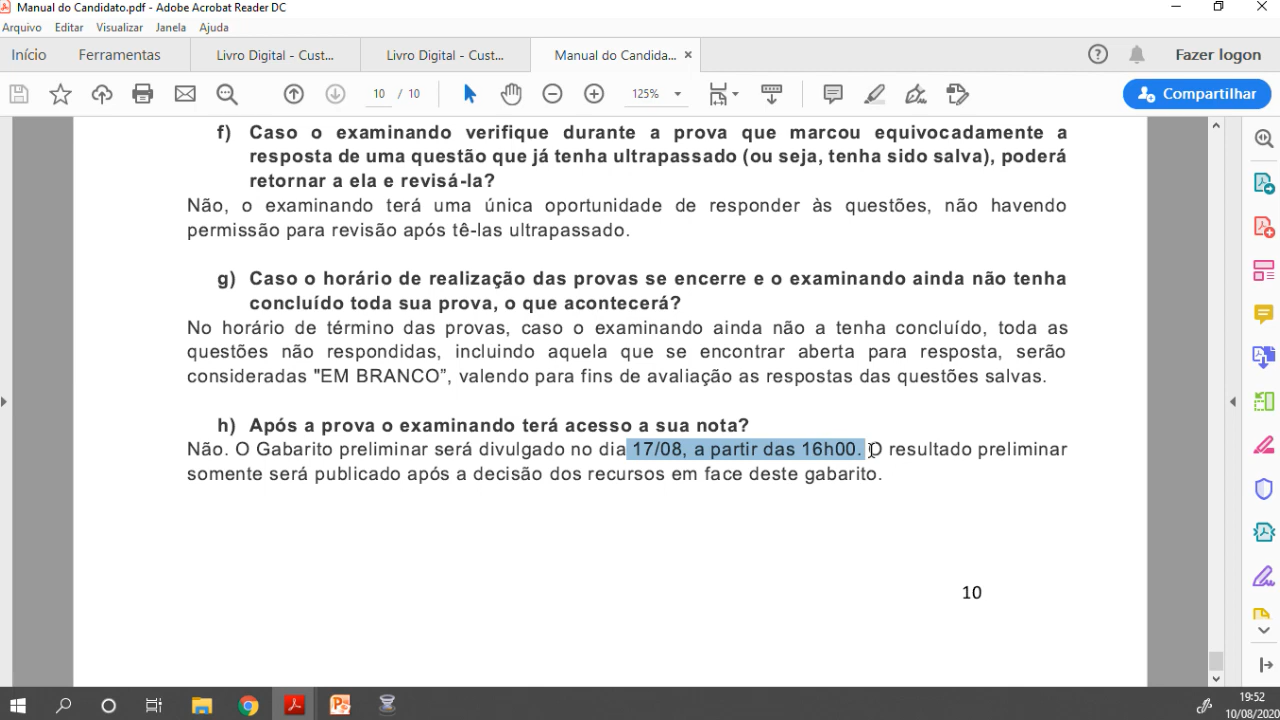 Manual do Candidato.pdf - Adobe Acrobat Reader DC
Arquivo Editar Visualizar Janela Ajuda
Início Ferramentas Livro Digital - Cust... Livro Digital - Cust... Manual do Candida... × Fazer logon
10 / 10 125% Compartilhar
f) Caso o examinando verifique durante a prova que marcou equivocadamente a
resposta de uma questão que já tenha ultrapassado (ou seja, tenha sido salva), poderá
retornar a ela e revisá-la?
Não, o examinando terá uma única oportunidade de responder às questões, não havendo
permissão para revisão após tê-las ultrapassado.
g) Caso o horário de realização das provas se encerre e o examinando ainda não tenha
concluído toda sua prova, o que acontecerá?
No horário de término das provas, caso o examinando ainda não a tenha concluído, toda as
questões não respondidas, incluindo aquela que se encontrar aberta para resposta, serão
consideradas "EM BRANCO”, valendo para fins de avaliação as respostas das questões salvas.
h) Após a prova o examinando terá acesso a sua nota?
Não. O Gabarito preliminar será divulgado no dia 17/08, a partir das 16h00. O resultado preliminar
somente será publicado após a decisão dos recursos em face deste gabarito.
10
19:52
10/08/2020